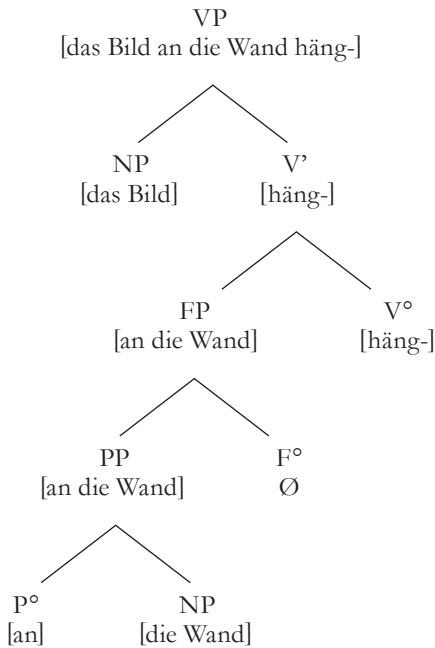 VP
[das Bild an die Wand häng-]
NP V’
[das Bild] [häng-]
FP V°
[an die Wand] [häng-]
PP F°
[an die Wand] Ø
P° NP
[an] [die Wand]